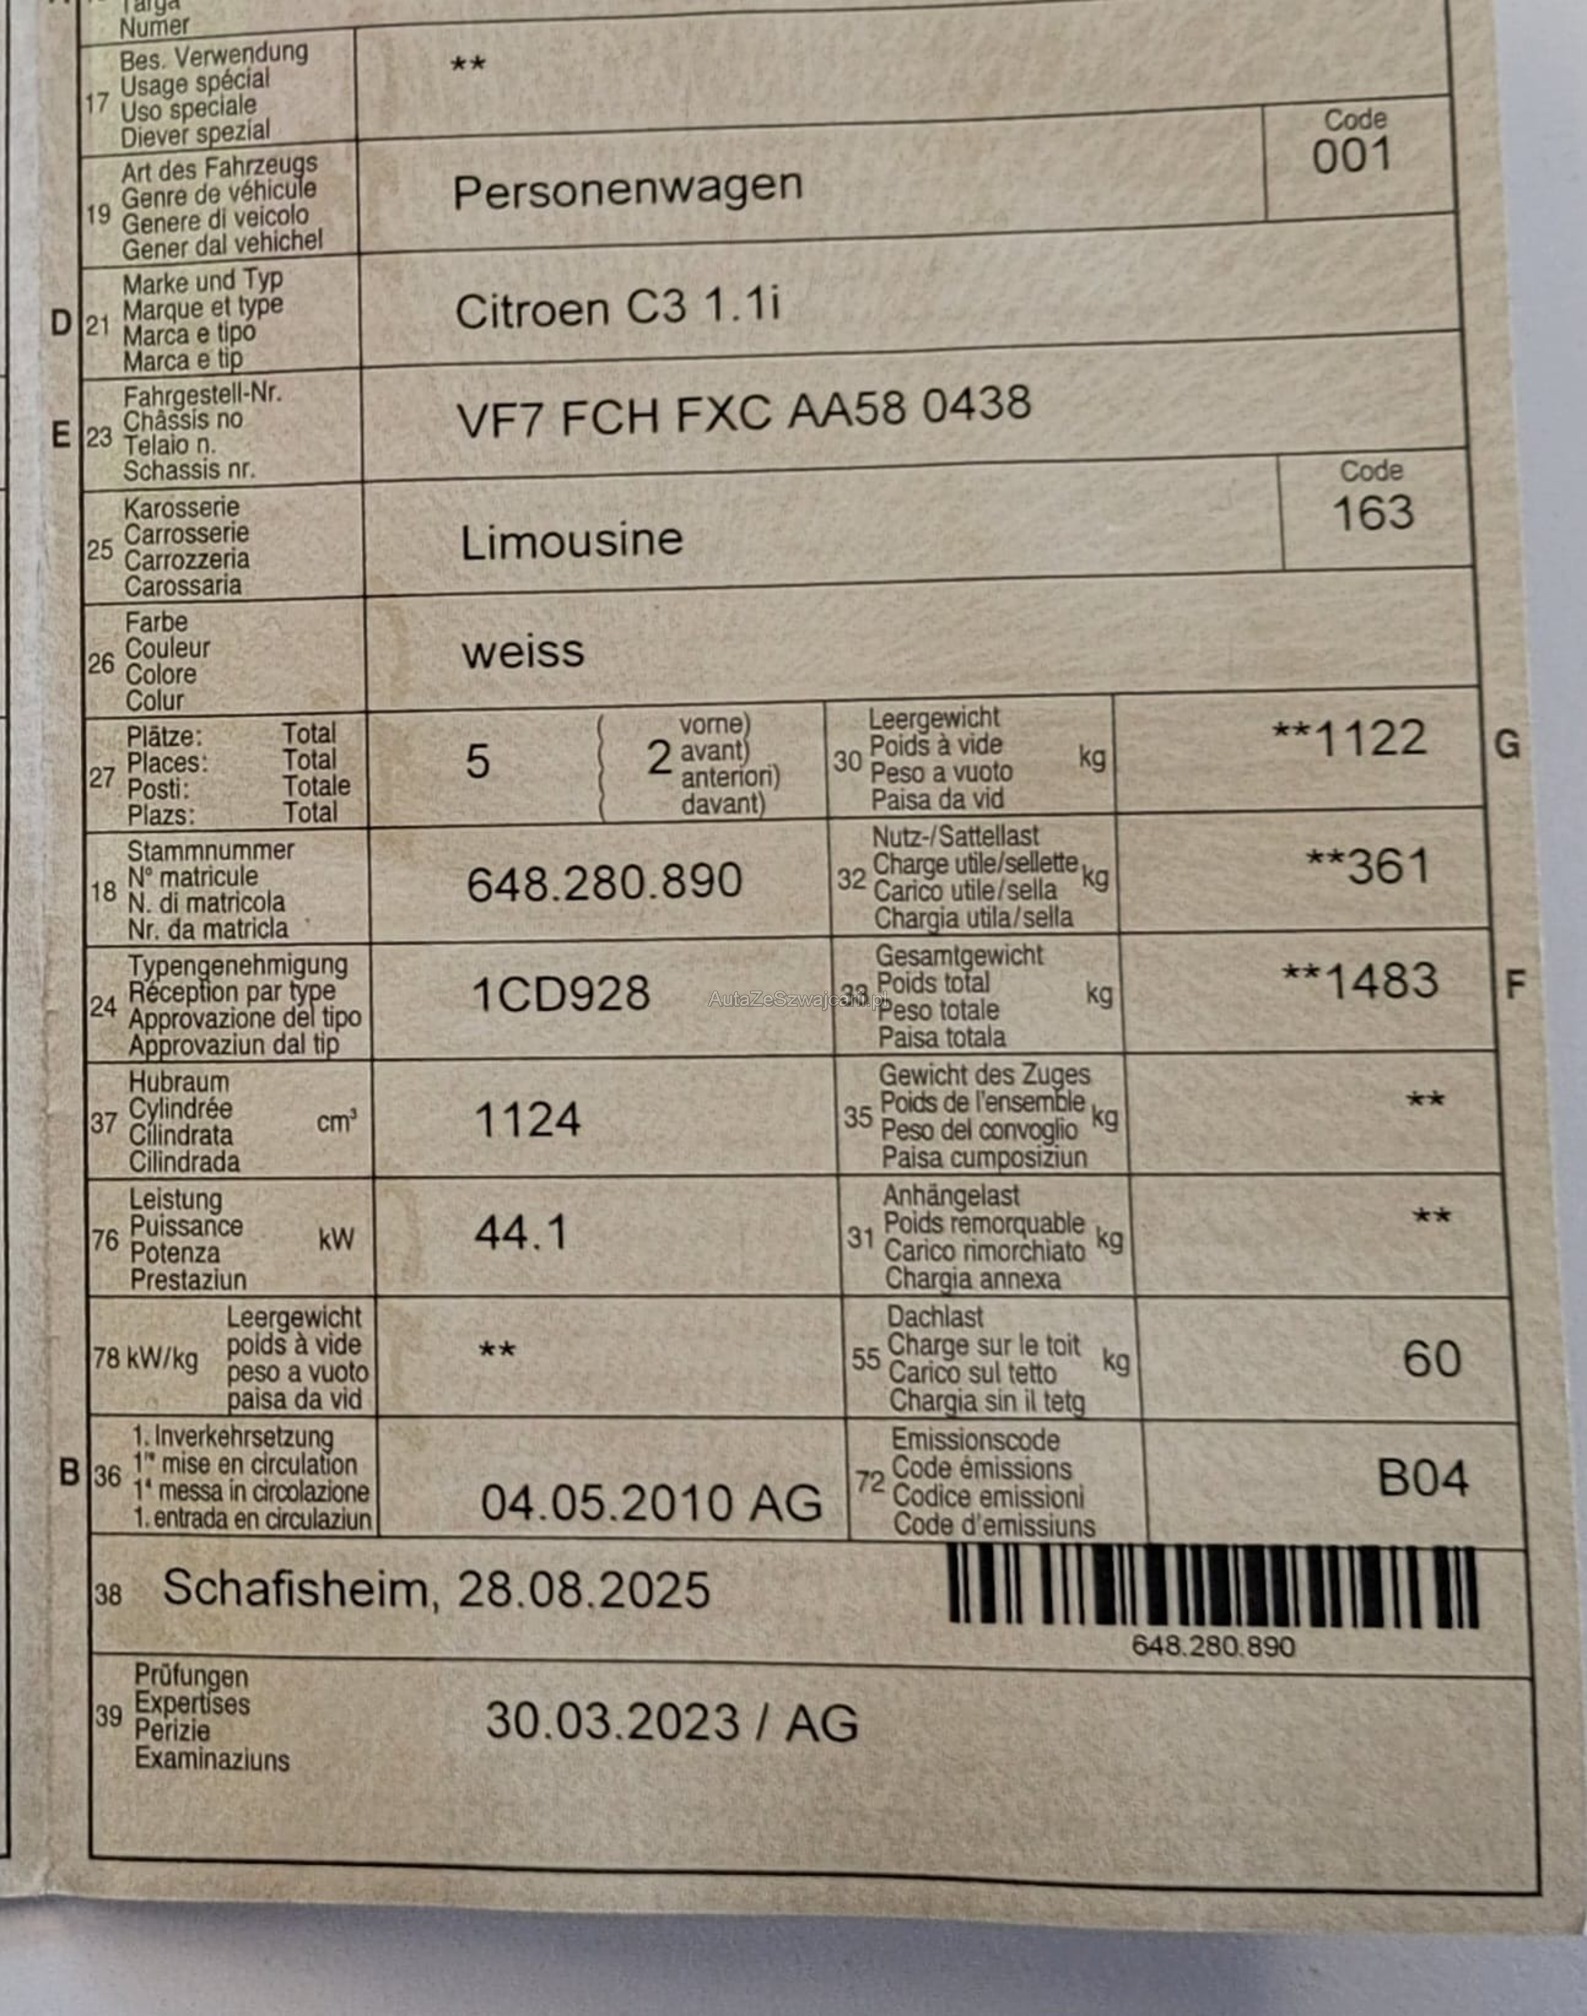 Targa
Numer
17 Bes. Verwendung
Usage spécial
Uso speciale
Diever spezial
**
19 Art des Fahrzeugs
Genre de véhicule
Genere di veicolo
Gener dal vehichel
Personenwagen
Code
001
D 21 Marke und Typ
Marque et type
Marca e tipo
Marca e tip
Citroen C3 1.1i
E 23 Fahrgestell-Nr.
Châssis no
Telaio n.
Schassis nr.
VF7 FCH FXC AA58 0438
25 Karosserie
Carrosserie
Carrozzeria
Carossaria
Limousine
Code
163
26 Farbe
Couleur
Colore
Colur
weiss
27 Plätze: Total
Places: Total
Posti: Totale
Plazs: Total
5
2 vorne)
avant)
anteriori)
davant)
30 Leergewicht
Poids à vide
Peso a vuoto
Paisa da vid
kg
**1122 G
18 Stammnummer
N° matricule
N. di matricola
Nr. da matricla
648.280.890
32 Nutz-/Sattellast
Charge utile/sellette
Carico utile/sella
Chargia utila/sella
kg
**361
24 Typengenehmigung
Réception par type
Approvazione del tipo
Approvaziun dal tip
1CD928
AutaZeSzwajcarii.pl
33 Gesamtgewicht
Poids total
Peso totale
Paisa totala
kg
**1483 F
37 Hubraum
Cylindrée
Cilindrata
Cilindrada
cm³
1124
35 Gewicht des Zuges
Poids de l'ensemble
Peso del convoglio
Paisa cumposiziun
kg
**
76 Leistung
Puissance
Potenza
Prestaziun
kW
44.1
31 Anhängelast
Poids remorquable
Carico rimorchiato
Chargia annexa
kg
**
78 kW/kg Leergewicht
poids à vide
peso a vuoto
paisa da vid
**
55 Dachlast
Charge sur le toit
Carico sul tetto
Chargia sin il tetg
kg
60
B 36 1. Inverkehrsetzung
1re mise en circulation
1a messa in circolazione
1. entrada en circulaziun
04.05.2010 AG
72 Emissionscode
Code émissions
Codice emissioni
Code d'emissiuns
B04
38 Schafisheim, 28.08.2025
648.280.890
39 Prüfungen
Expertises
Perizie
Examinaziuns
30.03.2023 / AG